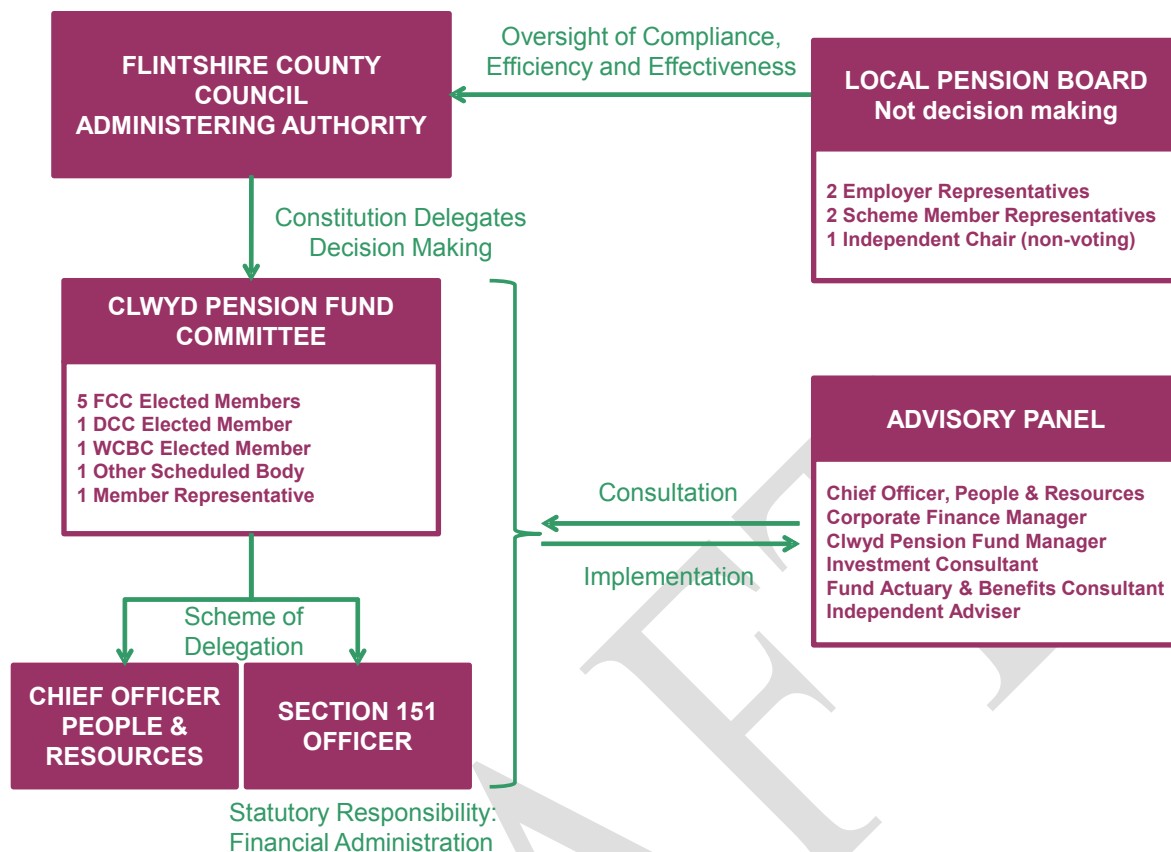 FLINTSHIRE COUNTY
COUNCIL
ADMINISTERING AUTHORITY
Oversight of Compliance,
Efficiency and Effectiveness
LOCAL PENSION BOARD
Not decision making
2 Employer Representatives
2 Scheme Member Representatives
1 Independent Chair (non-voting)
Constitution Delegates
Decision Making
CLWYD PENSION FUND
COMMITTEE
5 FCC Elected Members
1 DCC Elected Member
1 WCBC Elected Member
1 Other Scheduled Body
1 Member Representative
Consultation
Implementation
ADVISORY PANEL
Chief Officer, People & Resources
Corporate Finance Manager
Clwyd Pension Fund Manager
Investment Consultant
Fund Actuary & Benefits Consultant
Independent Adviser
Scheme of
Delegation
CHIEF OFFICER
PEOPLE &
RESOURCES
SECTION 151
OFFICER
Statutory Responsibility:
Financial Administration